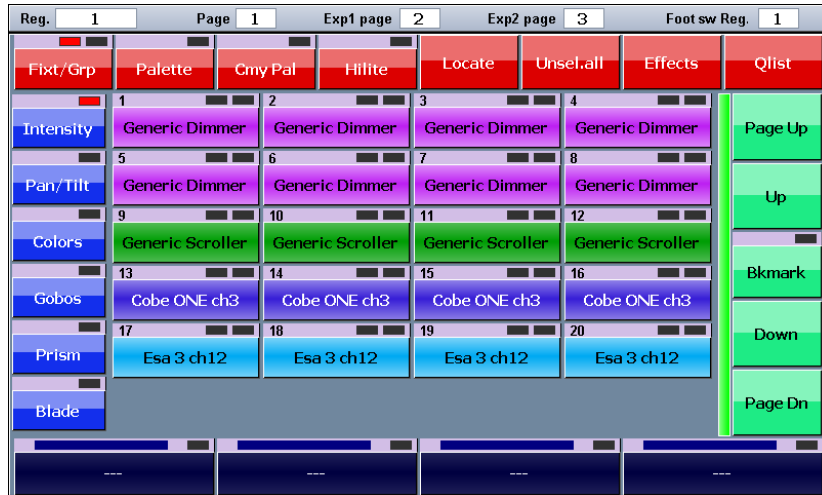 Reg. 1 Page 1 Exp1 page 2 Exp2 page 3 Foot sw Reg. 1
Fixt/Grp Palette Cmy Pal Hilite Locate Unsel.all Effects Qlist
1 2 3 4
Intensity Generic Dimmer Generic Dimmer Generic Dimmer Generic Dimmer Page Up
5 6 7 8
Pan/Tilt Generic Dimmer Generic Dimmer Generic Dimmer Generic Dimmer Up
9 10 11 12
Colors Generic Scroller Generic Scroller Generic Scroller Generic Scroller
13 14 15 16 Bkmark
Gobos Cobe ONE ch3 Cobe ONE ch3 Cobe ONE ch3 Cobe ONE ch3
17 18 19 20 Down
Prism Esa 3 ch12 Esa 3 ch12 Esa 3 ch12 Esa 3 ch12
Blade Page Dn
--- --- --- ---